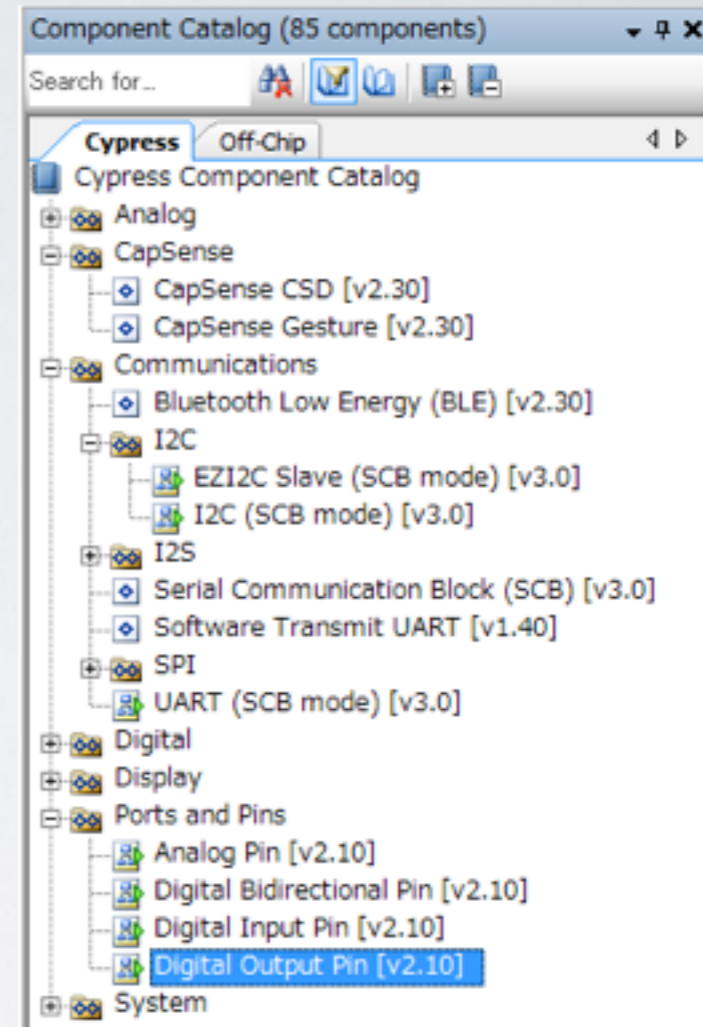 Component Catalog (85 components)
Search for...
Cypress
Off-Chip
Cypress Component Catalog
Analog
CapSense
CapSense CSD [v2.30]
CapSense Gesture [v2.30]
Communications
Bluetooth Low Energy (BLE) [v2.30]
I2C
EZI2C Slave (SCB mode) [v3.0]
I2C (SCB mode) [v3.0]
I2S
Serial Communication Block (SCB) [v3.0]
Software Transmit UART [v1.40]
SPI
UART (SCB mode) [v3.0]
Digital
Display
Ports and Pins
Analog Pin [v2.10]
Digital Bidirectional Pin [v2.10]
Digital Input Pin [v2.10]
Digital Output Pin [v2.10]
System